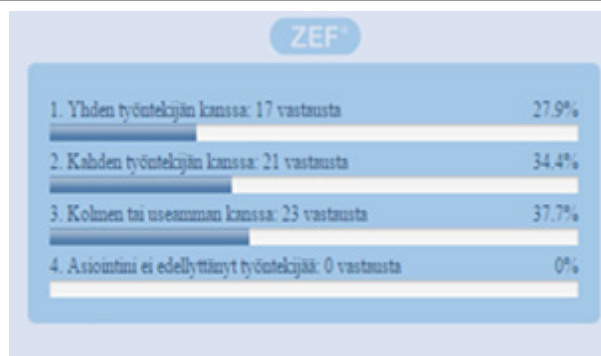 ZEF®
1. Yhden työntekijän kanssa: 17 vastausta 27.9%
2. Kahden työntekijän kanssa: 21 vastausta 34.4%
3. Kolmen tai useamman kanssa: 23 vastausta 37.7%
4. Asiointini ei edellyttänyt työntekijää: 0 vastausta 0%